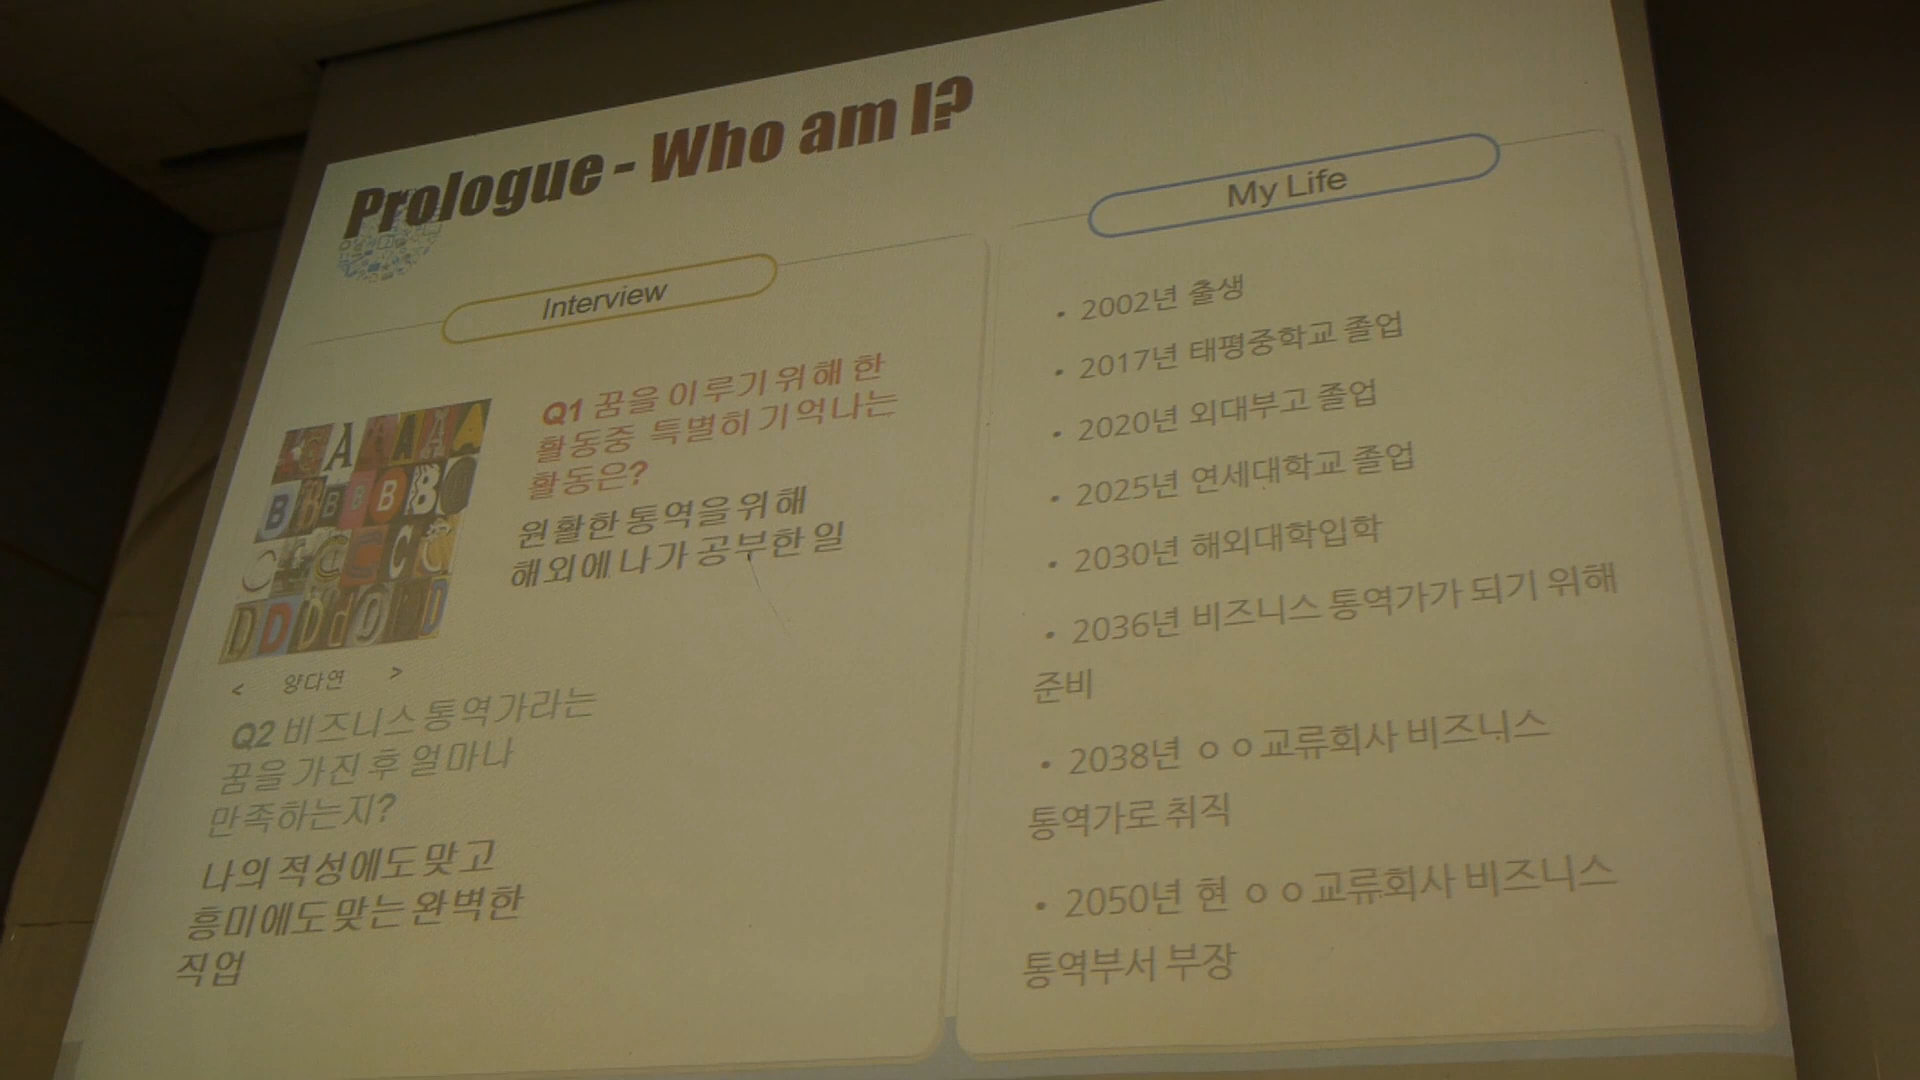 Prologue - Who am I?
Interview
Q1 꿈을 이루기 위해 한
활동중 특별히 기억나는
활동은?
원활한 통역을 위해
해외에 나가 공부한 일
< 양다연 >
Q2 비즈니스 통역가라는
꿈을 가진 후 얼마나
만족하는지?
나의 적성에도 맞고
흥미에도 맞는 완벽한
직업
My Life
• 2002년 출생
• 2017년 태평중학교 졸업
• 2020년 외대부고 졸업
• 2025년 연세대학교 졸업
• 2030년 해외대학입학
• 2036년 비즈니스 통역가가 되기 위해
준비
• 2038년 ㅇㅇ교류회사 비즈니스
통역가로 취직
• 2050년 현 ㅇㅇ교류회사 비즈니스
통역부서 부장